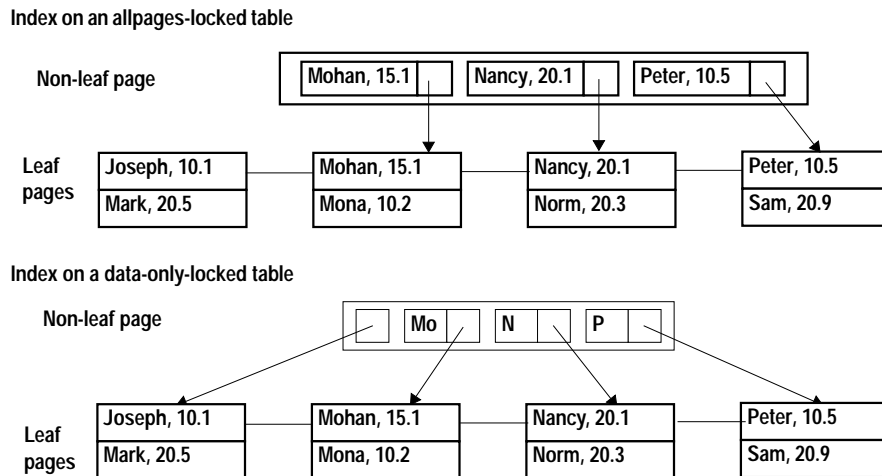 Index on an allpages-locked table
Non-leaf page
Mohan, 15.1 Nancy, 20.1 Peter, 10.5
Leaf pages
Joseph, 10.1 Mohan, 15.1 Nancy, 20.1 Peter, 10.5
Mark, 20.5 Mona, 10.2 Norm, 20.3 Sam, 20.9
Index on a data-only-locked table
Non-leaf page
Mo N P
Leaf pages
Joseph, 10.1 Mohan, 15.1 Nancy, 20.1 Peter, 10.5
Mark, 20.5 Mona, 10.2 Norm, 20.3 Sam, 20.9